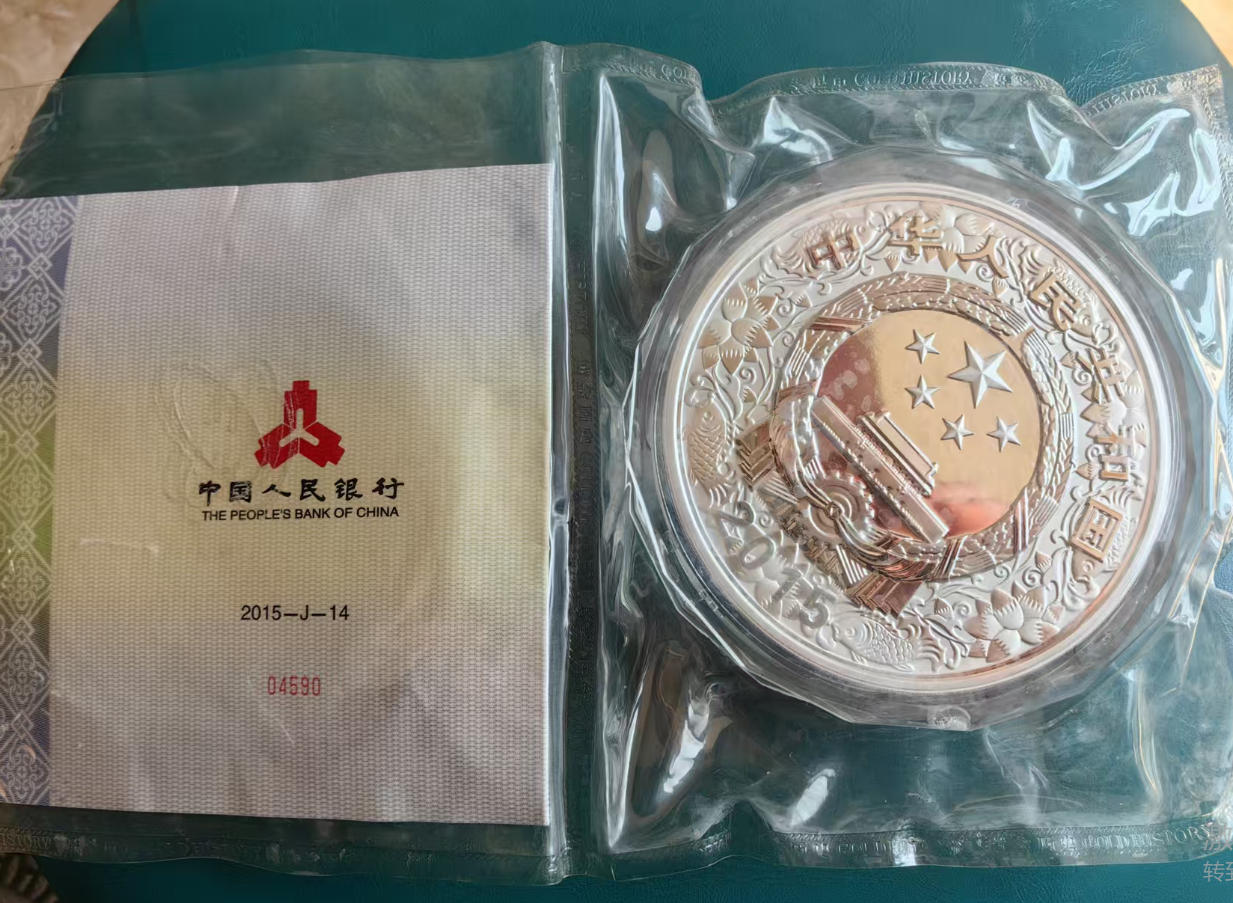 中国人民银行
THE PEOPLE'S BANK OF CHINA
2015—J—14
04590
中华人民共和国
2015